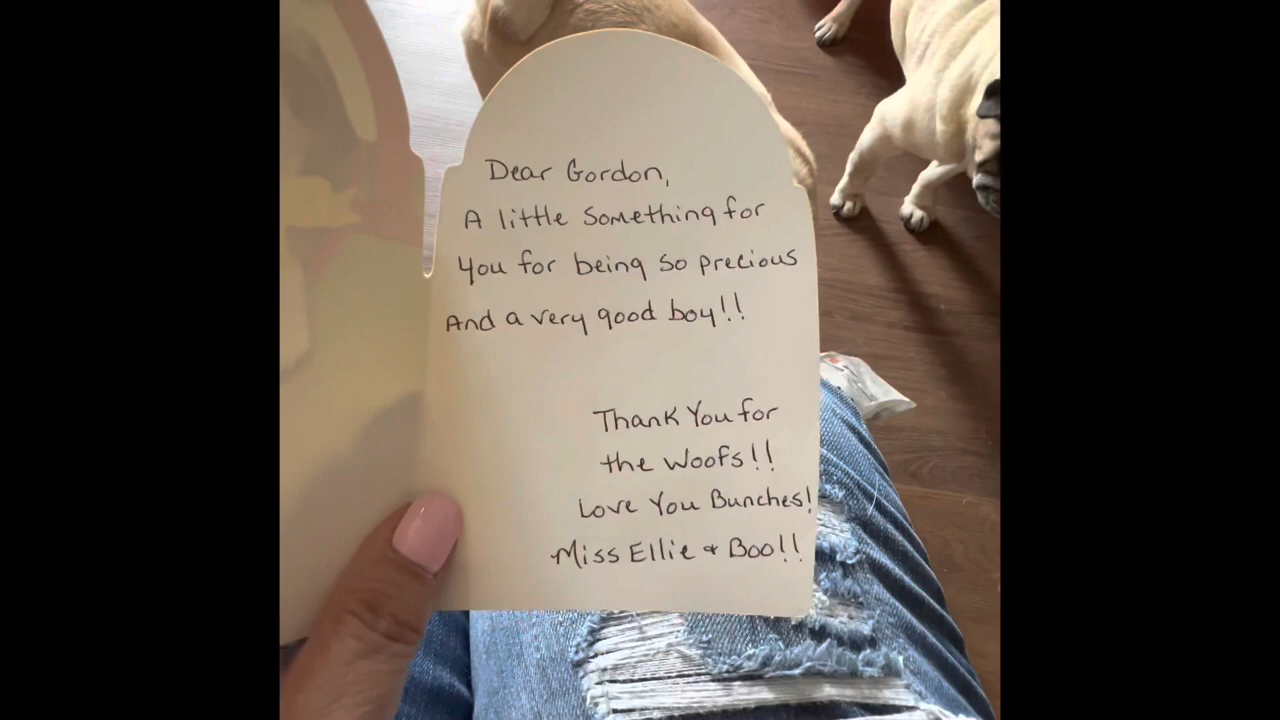 Dear Gordon,
A little something for
you for being so precious
And a very good boy!!
Thank You for
the Woofs!!
Love You Bunches!
Miss Ellie & Boo!!